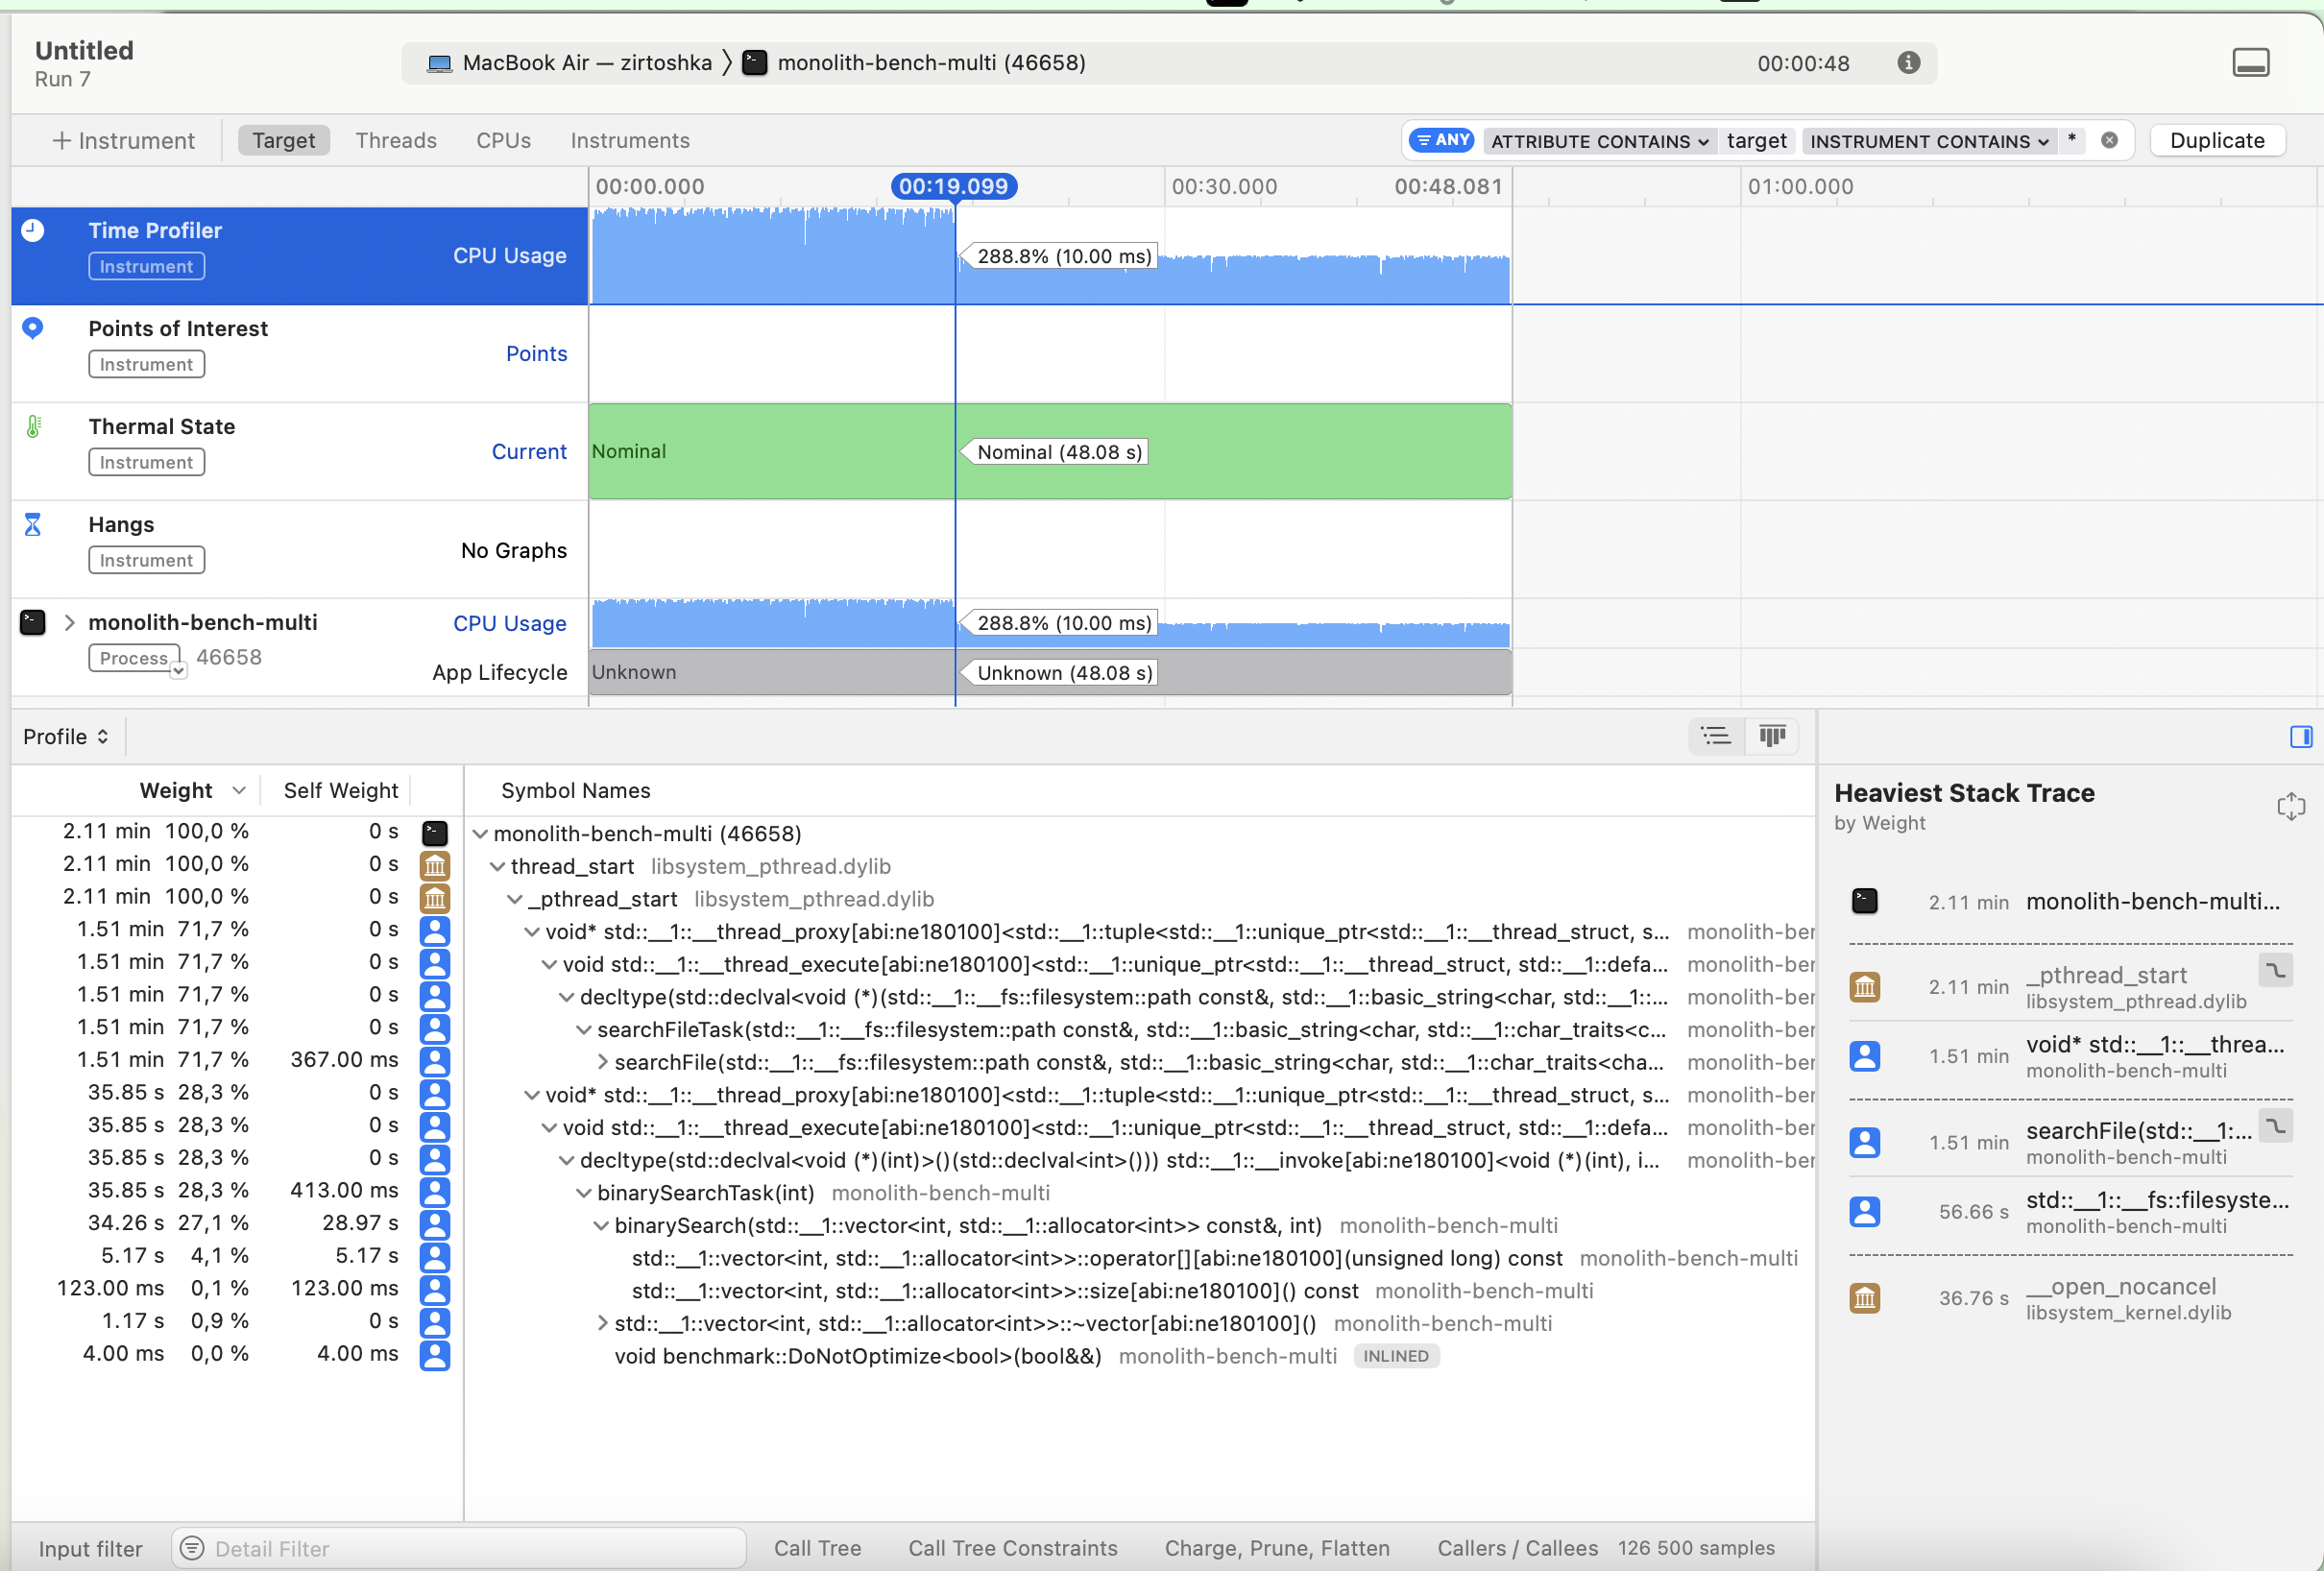 Untitled
Run 7
MacBook Air — zirtoshka 〉 monolith-bench-multi (46658)
00:00:48
+ Instrument
Target
Threads
CPUs
Instruments
ANY
ATTRIBUTE CONTAINS
target
INSTRUMENT CONTAINS
*
Duplicate
00:00.000
00:19.099
00:30.000
00:48.081
01:00.000
Time Profiler
Instrument
CPU Usage
288.8% (10.00 ms)
Points of Interest
Instrument
Points
Thermal State
Instrument
Current
Nominal
Nominal (48.08 s)
Hangs
Instrument
No Graphs
monolith-bench-multi
Process 46658
CPU Usage
288.8% (10.00 ms)
App Lifecycle
Unknown
Unknown (48.08 s)
Profile
Weight Self Weight Symbol Names
2.11 min 100,0 % 0 s monolith-bench-multi (46658)
2.11 min 100,0 % 0 s thread_start libsystem_pthread.dylib
2.11 min 100,0 % 0 s _pthread_start libsystem_pthread.dylib
1.51 min 71,7 % 0 s void* std::__1::__thread_proxy[abi:ne180100]<std::__1::tuple<std::__1::unique_ptr<std::__1::__thread_struct, s... monolith-ber
1.51 min 71,7 % 0 s void std::__1::__thread_execute[abi:ne180100]<std::__1::unique_ptr<std::__1::__thread_struct, std::__1::defa... monolith-ber
1.51 min 71,7 % 0 s decltype(std::declval<void (*)(std::__1::__fs::filesystem::path const&, std::__1::basic_string<char, std::__1::... monolith-ber
1.51 min 71,7 % 0 s searchFileTask(std::__1::__fs::filesystem::path const&, std::__1::basic_string<char, std::__1::char_traits<c... monolith-ber
1.51 min 71,7 % 367.00 ms searchFile(std::__1::__fs::filesystem::path const&, std::__1::basic_string<char, std::__1::char_traits<cha... monolith-ber
35.85 s 28,3 % 0 s void* std::__1::__thread_proxy[abi:ne180100]<std::__1::tuple<std::__1::unique_ptr<std::__1::__thread_struct, s... monolith-ber
35.85 s 28,3 % 0 s void std::__1::__thread_execute[abi:ne180100]<std::__1::unique_ptr<std::__1::__thread_struct, std::__1::defa... monolith-ber
35.85 s 28,3 % 0 s decltype(std::declval<void (*)(int)>()(std::declval<int>())) std::__1::__invoke[abi:ne180100]<void (*)(int), i... monolith-ber
35.85 s 28,3 % 413.00 ms binarySearchTask(int) monolith-bench-multi
34.26 s 27,1 % 28.97 s binarySearch(std::__1::vector<int, std::__1::allocator<int>> const&, int) monolith-bench-multi
5.17 s 4,1 % 5.17 s std::__1::vector<int, std::__1::allocator<int>>::operator[][abi:ne180100](unsigned long) const monolith-bench-multi
123.00 ms 0,1 % 123.00 ms std::__1::vector<int, std::__1::allocator<int>>::size[abi:ne180100]() const monolith-bench-multi
1.17 s 0,9 % 0 s std::__1::vector<int, std::__1::allocator<int>>::~vector[abi:ne180100]() monolith-bench-multi
4.00 ms 0,0 % 4.00 ms void benchmark::DoNotOptimize<bool>(bool&&) monolith-bench-multi INLINED
Heaviest Stack Trace
by Weight
2.11 min monolith-bench-multi...
2.11 min _pthread_start
libsystem_pthread.dylib
1.51 min void* std::__1::__threa...
monolith-bench-multi
1.51 min searchFile(std::__1:...
monolith-bench-multi
56.66 s std::__1::__fs::filesyste...
monolith-bench-multi
36.76 s __open_nocancel
libsystem_kernel.dylib
Input filter
Detail Filter
Call Tree
Call Tree Constraints
Charge, Prune, Flatten
Callers / Callees
126 500 samples